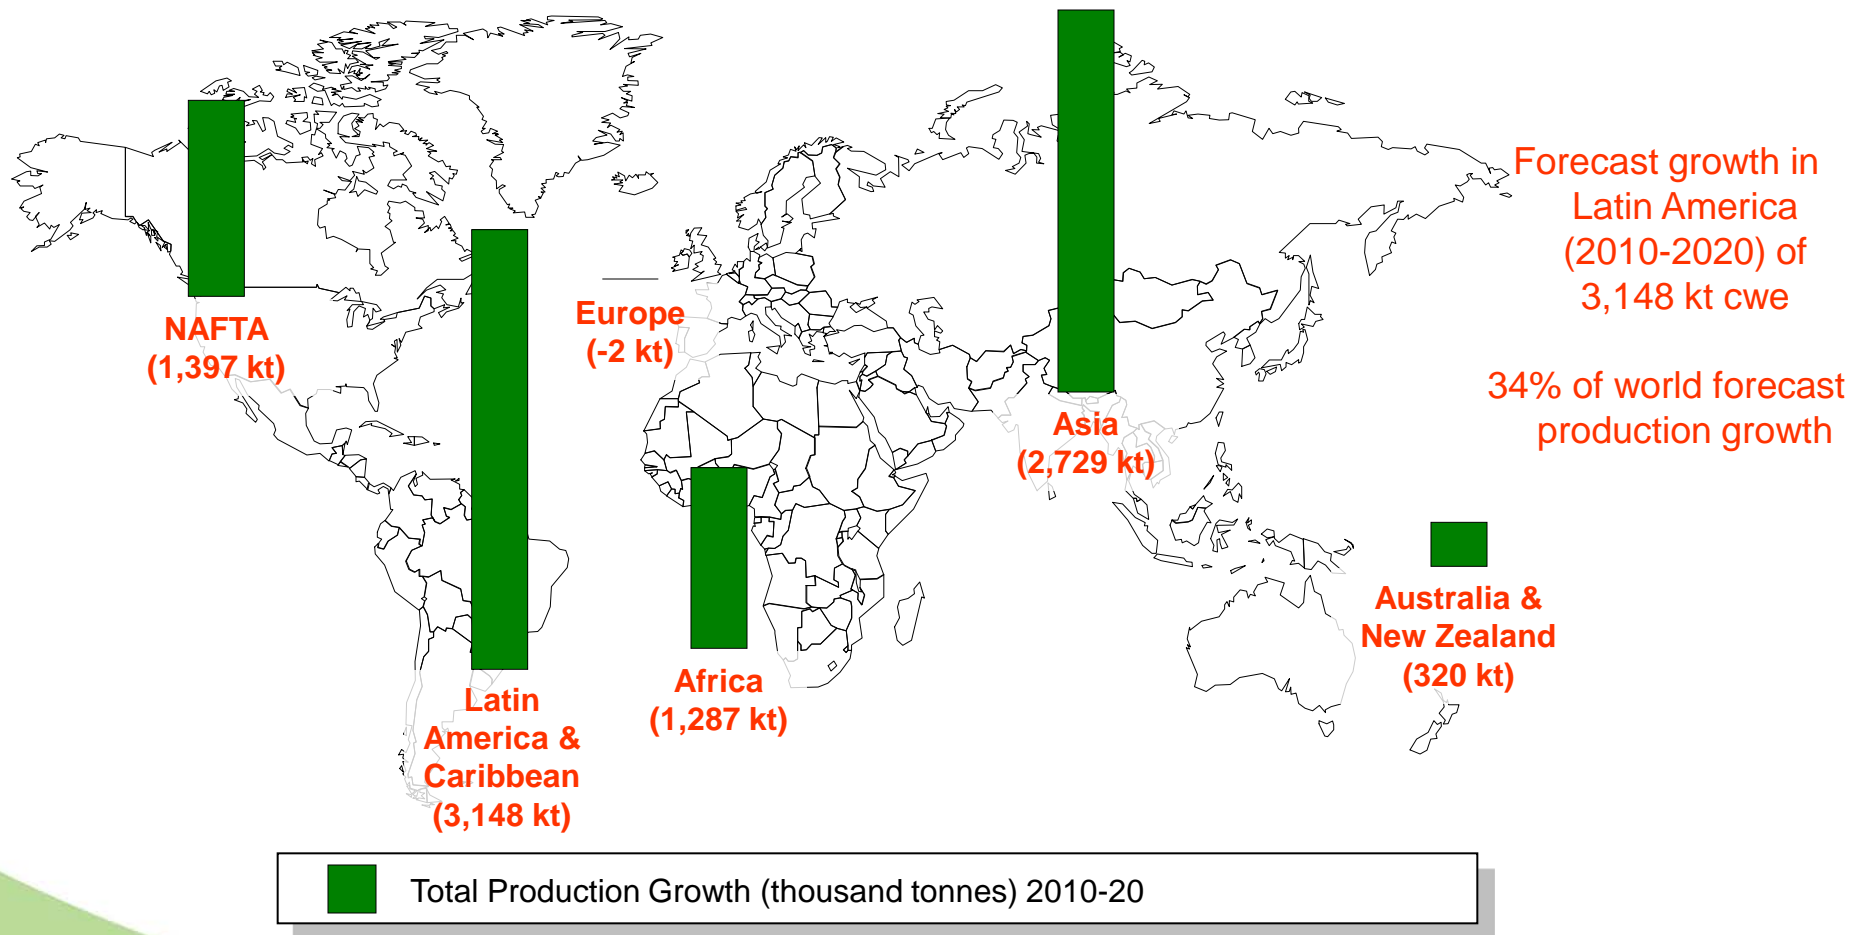 NAFTA
(1,397 kt)
Latin
America &
Caribbean
(3,148 kt)
Europe
(-2 kt)
Africa
(1,287 kt)
Asia
(2,729 kt)
Australia &
New Zealand
(320 kt)
Forecast growth in
Latin America
(2010-2020) of
3,148 kt cwe
34% of world forecast
production growth
Total Production Growth (thousand tonnes) 2010-20